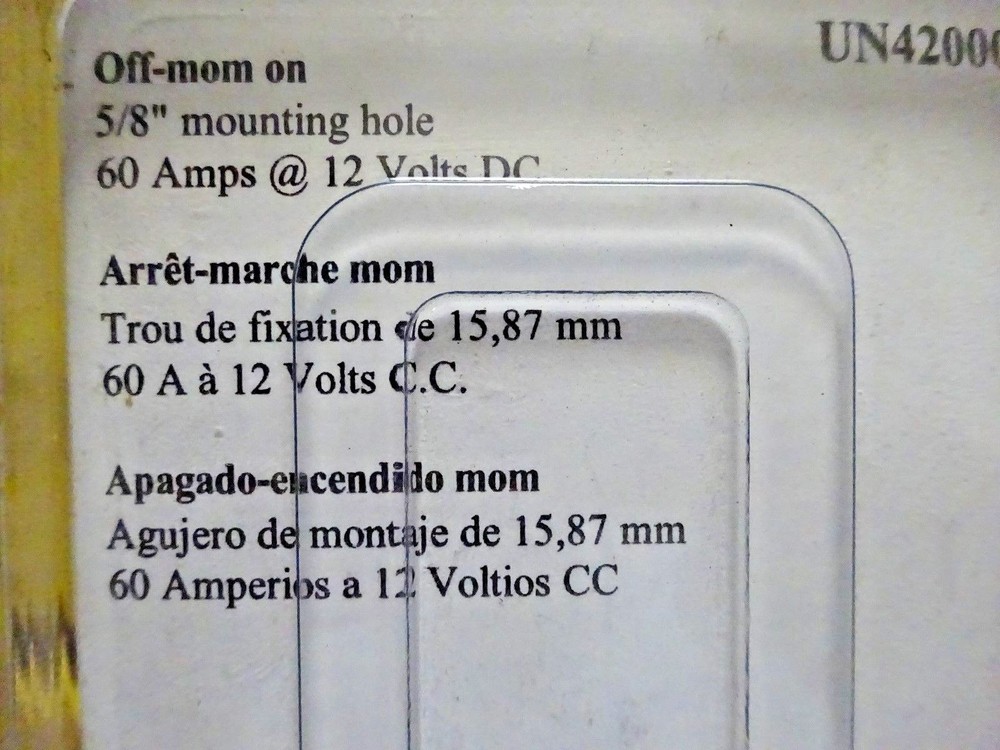 UN42000
Off-mom on
5/8" mounting hole
60 Amps @ 12 Volts DC
Arrêt-marche mom
Trou de fixation de 15,87 mm
60 A à 12 Volts C.C.
Apagado-encendido mom
Agujero de montaje de 15,87 mm
60 Amperios a 12 Voltios CC